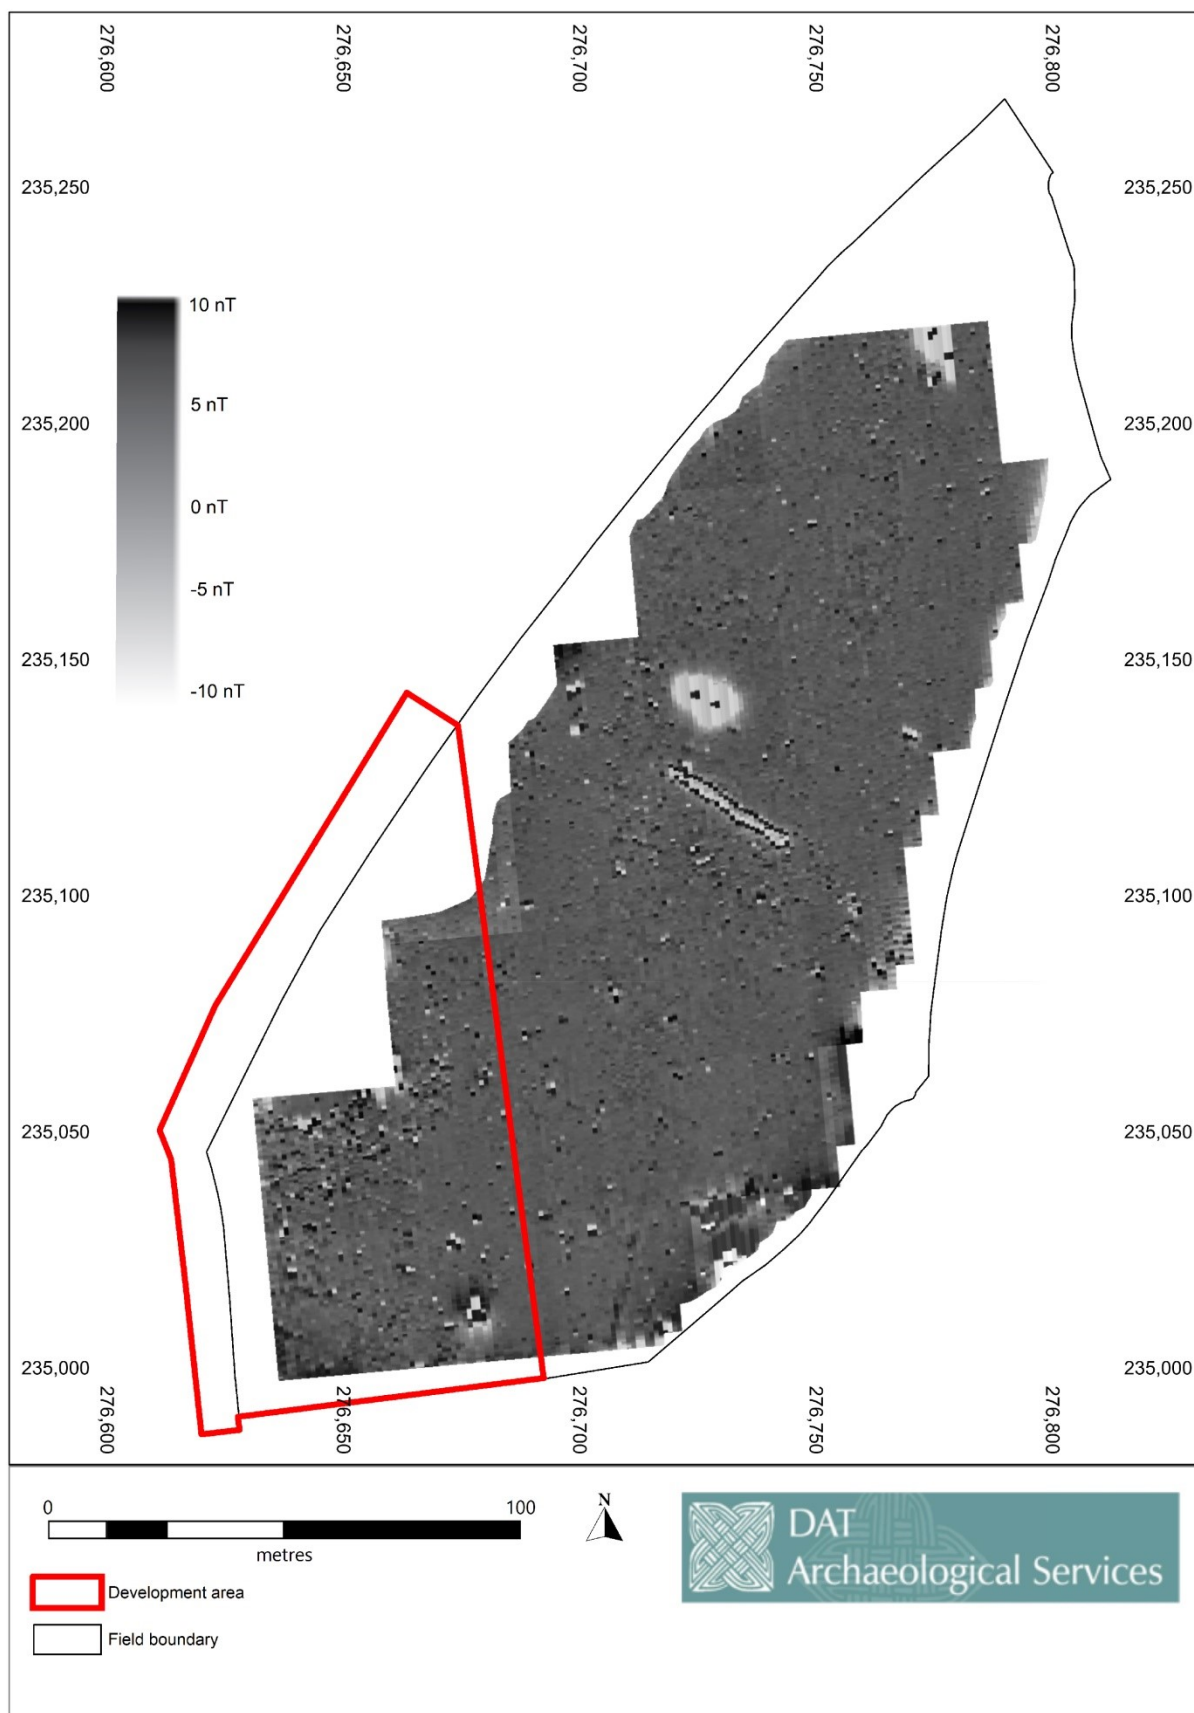 276,600
276,650
276,700
276,750
276,800
235,250
235,250
10 nT
5 nT
235,200
235,200
0 nT
-5 nT
235,150
235,150
-10 nT
235,100
235,100
235,050
235,050
235,000
235,000
276,600
276,650
276,700
276,750
276,800
0
100
metres
N
Development area
Field boundary
DAT
Archaeological Services